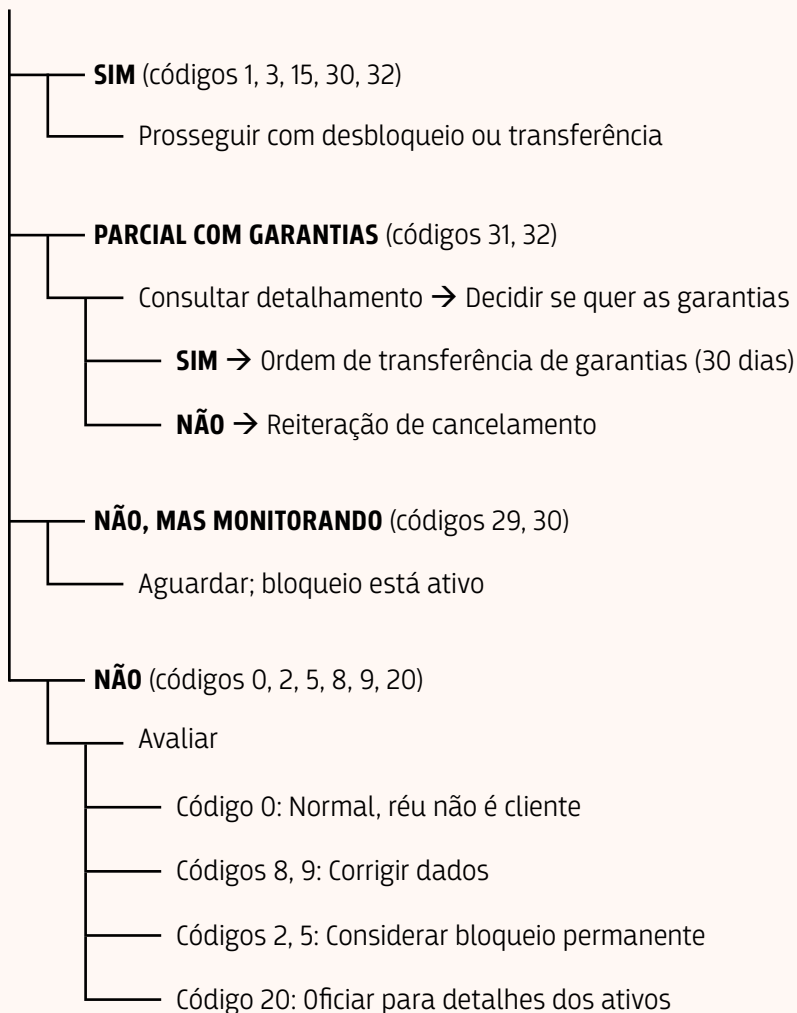 SIM (códigos 1, 3, 15, 30, 32)
Prosseguir com desbloqueio ou transferência
PARCIAL COM GARANTIAS (códigos 31, 32)
Consultar detalhamento → Decidir se quer as garantias
SIM → Ordem de transferência de garantias (30 dias)
NÃO → Reiteração de cancelamento
NÃO, MAS MONITORANDO (códigos 29, 30)
Aguardar; bloqueio está ativo
NÃO (códigos 0, 2, 5, 8, 9, 20)
Avaliar
Código 0: Normal, réu não é cliente
Códigos 8, 9: Corrigir dados
Códigos 2, 5: Considerar bloqueio permanente
Código 20: Oficiar para detalhes dos ativos